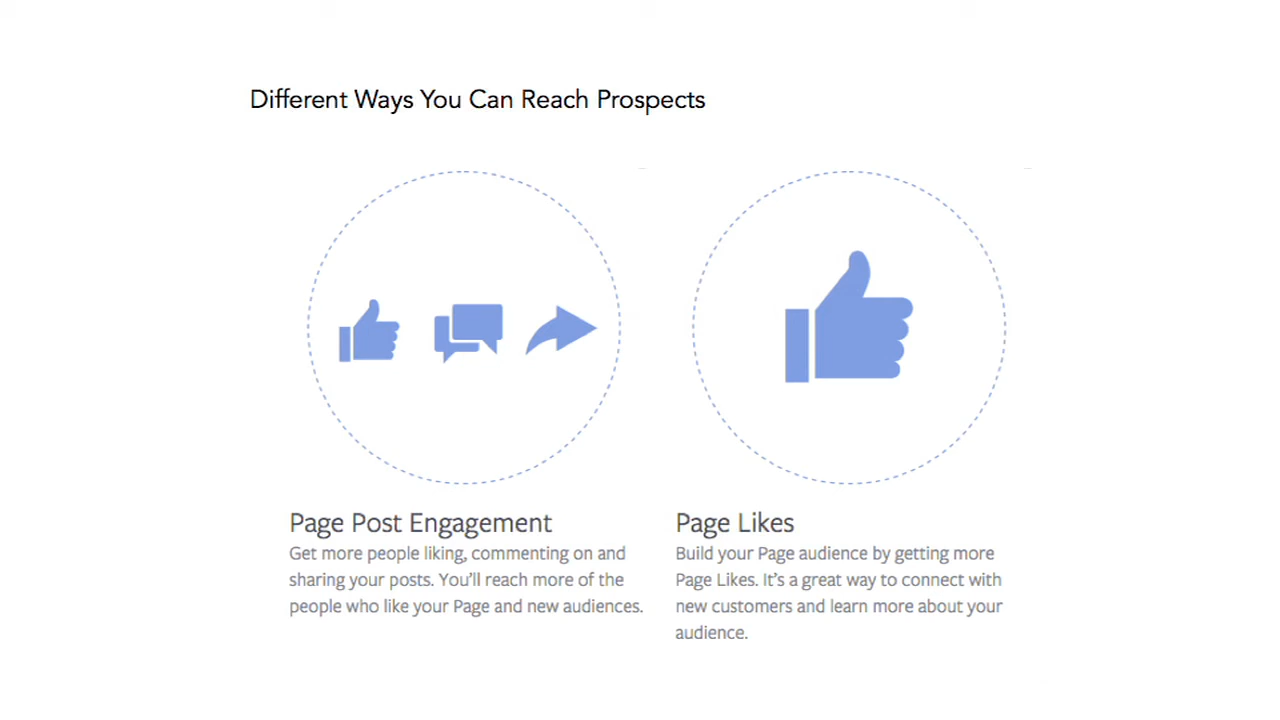 Different Ways You Can Reach Prospects
Page Post Engagement
Get more people liking, commenting on and
sharing your posts. You'll reach more of the
people who like your Page and new audiences.
Page Likes
Build your Page audience by getting more
Page Likes. It's a great way to connect with
new customers and learn more about your
audience.